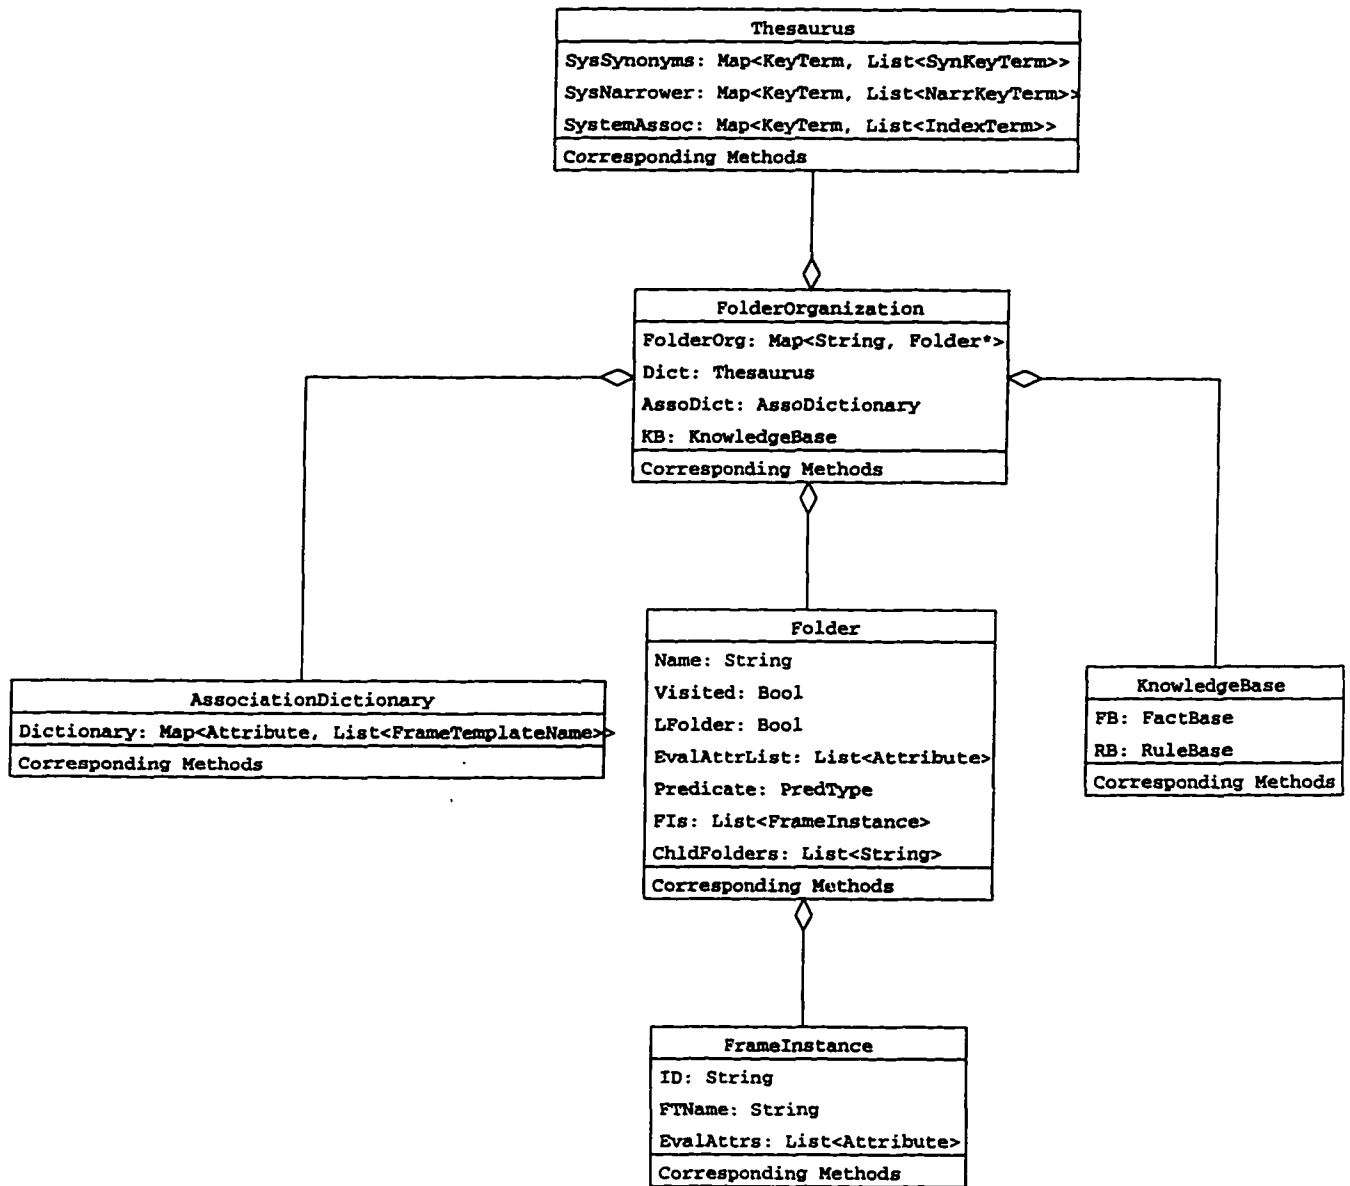 Thesaurus
SysSynonyms: Map<KeyTerm, List<SynKeyTerm>>
SysNarrower: Map<KeyTerm, List<NarrKeyTerm>>
SystemAssoc: Map<KeyTerm, List<IndexTerm>>
Corresponding Methods
FolderOrganization
FolderOrg: Map<String, Folder*>
Dict: Thesaurus
AssoDict: AssoDictionary
KB: KnowledgeBase
Corresponding Methods
AssociationDictionary
Dictionary: Map<Attribute, List<FrameTemplateName>>
Corresponding Methods
Folder
Name: String
Visited: Bool
LFolder: Bool
EvalAttrList: List<Attribute>
Predicate: PredType
FIs: List<FrameInstance>
ChldFolders: List<String>
Corresponding Methods
KnowledgeBase
FB: FactBase
RB: RuleBase
Corresponding Methods
FrameInstance
ID: String
FTName: String
EvalAttrs: List<Attribute>
Corresponding Methods